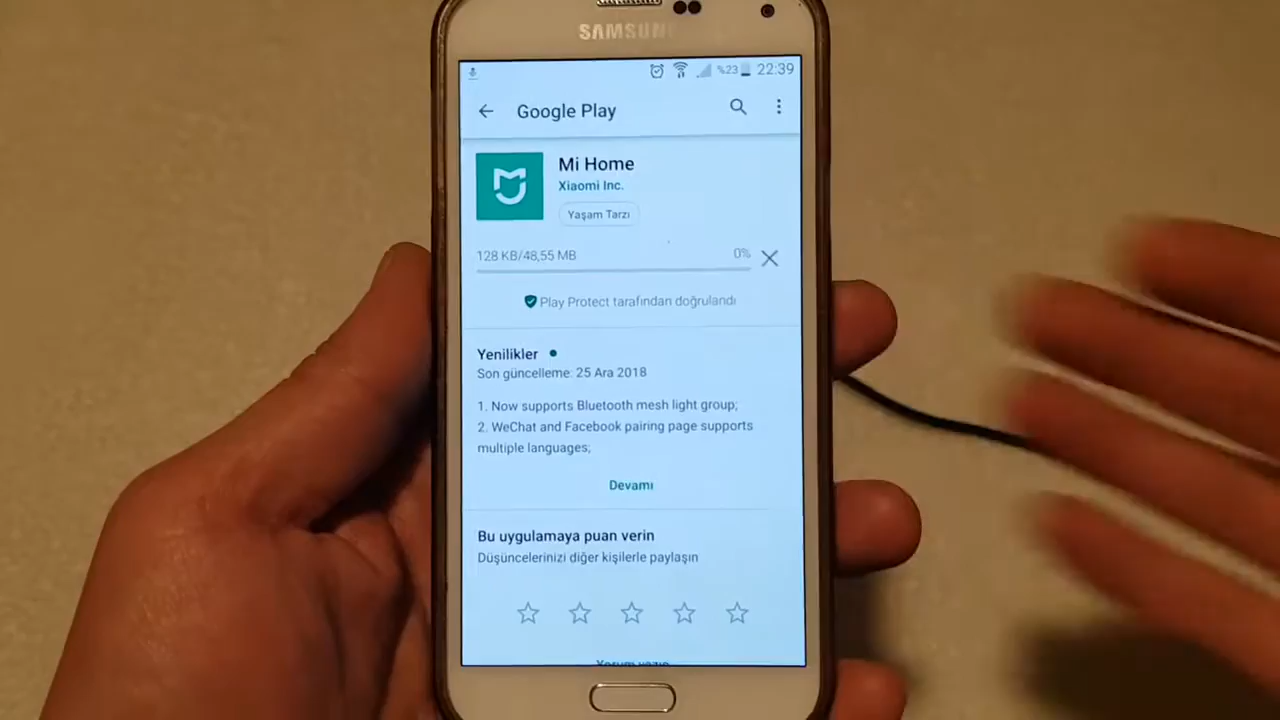 SAMSUNG
%23 22:39
Google Play
Mi Home
Xiaomi Inc.
Yaşam Tarzı
128 KB/48,55 MB 0%
Play Protect tarafından doğrulandı
Yenilikler
Son güncelleme: 25 Ara 2018
1. Now supports Bluetooth mesh light group;
2. WeChat and Facebook pairing page supports
multiple languages;
Devamı
Bu uygulamaya puan verin
Düşüncelerinizi diğer kişilerle paylaşın
Yorum yazın